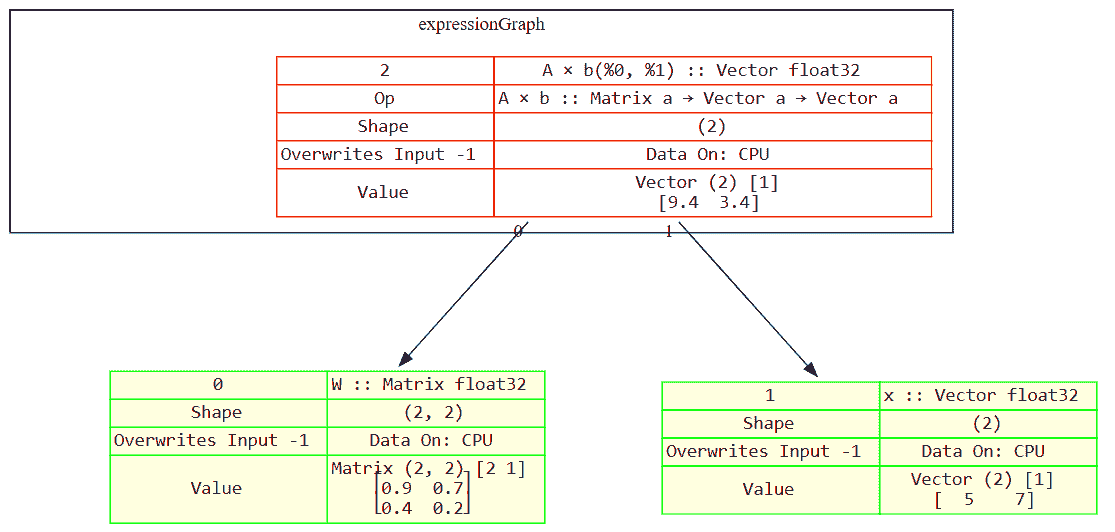 expressionGraph
2 A × b(%0, %1) :: Vector float32
Op A × b :: Matrix a → Vector a → Vector a
Shape (2)
Overwrites Input -1 Data On: CPU
Value Vector (2) [1]
[9.4 3.4]
0 1
0 W :: Matrix float32
Shape (2, 2)
Overwrites Input -1 Data On: CPU
Value Matrix (2, 2) [2 1]
⎡0.9 0.7⎤
⎣0.4 0.2⎦
1 x :: Vector float32
Shape (2)
Overwrites Input -1 Data On: CPU
Value Vector (2) [1]
[ 5 7]